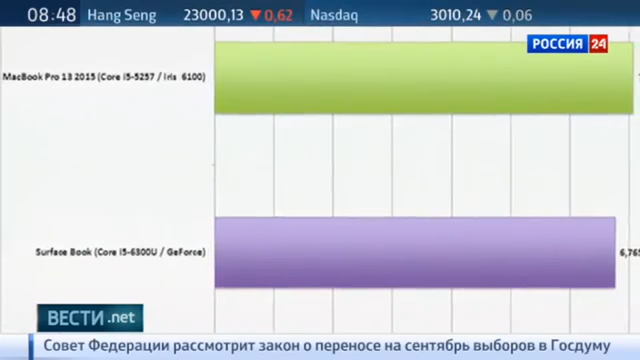 08:48 Hang Seng 23000,13 ▼ 0,62 Nasdaq 3010,24 ▼ 0,06
РОССИЯ 24
MacBook Pro 13 2015 (Core i5-5257 / Iris 6100)
Surface Book (Core i5-6300U / GeForce)
ВЕСТИ.net
Совет Федерации рассмотрит закон о переносе на сентябрь выборов в Госдуму